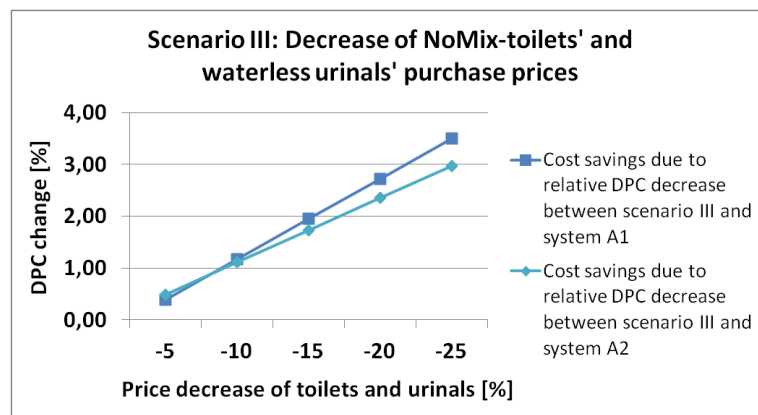 Scenario III: Decrease of NoMix-toilets' and
waterless urinals' purchase prices
4,00
3,00
2,00
1,00
0,00
DPC change [%]
-5 -10 -15 -20 -25
Price decrease of toilets and urinals [%]
Cost savings due to
relative DPC decrease
between scenario III and
system A1
Cost savings due to
relative DPC decrease
between scenario III and
system A2